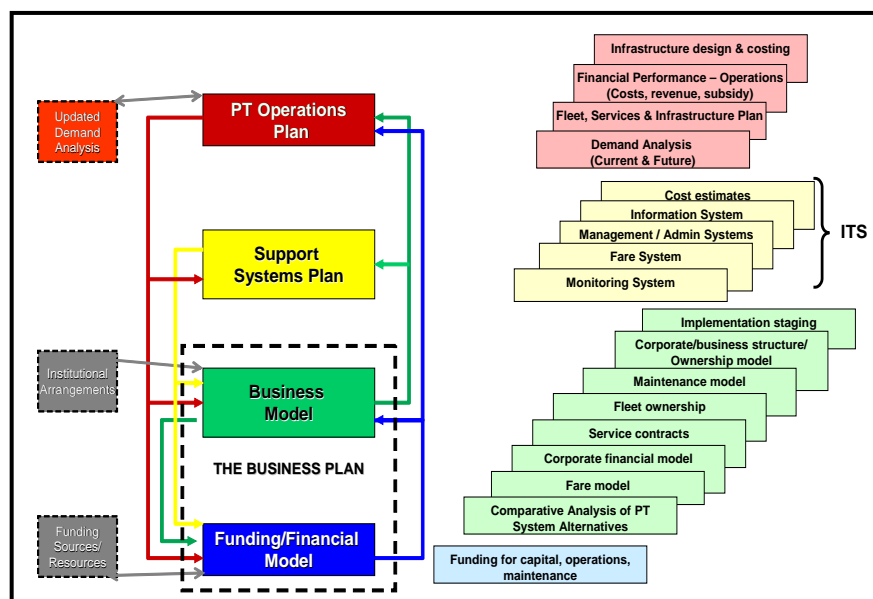 Updated
Demand
Analysis
PT Operations
Plan
Support
Systems Plan
Institutional
Arrangements
Business
Model
THE BUSINESS PLAN
Funding
Sources/
Resources
Funding/Financial
Model
Infrastructure design & costing
Financial Performance – Operations
(Costs, revenue, subsidy)
Fleet, Services & Infrastructure Plan
Demand Analysis
(Current & Future)
Cost estimates
Information System
Management / Admin Systems
Fare System
Monitoring System
ITS
Implementation staging
Corporate/business structure/
Ownership model
Maintenance model
Fleet ownership
Service contracts
Corporate financial model
Fare model
Comparative Analysis of PT
System Alternatives
Funding for capital, operations,
maintenance